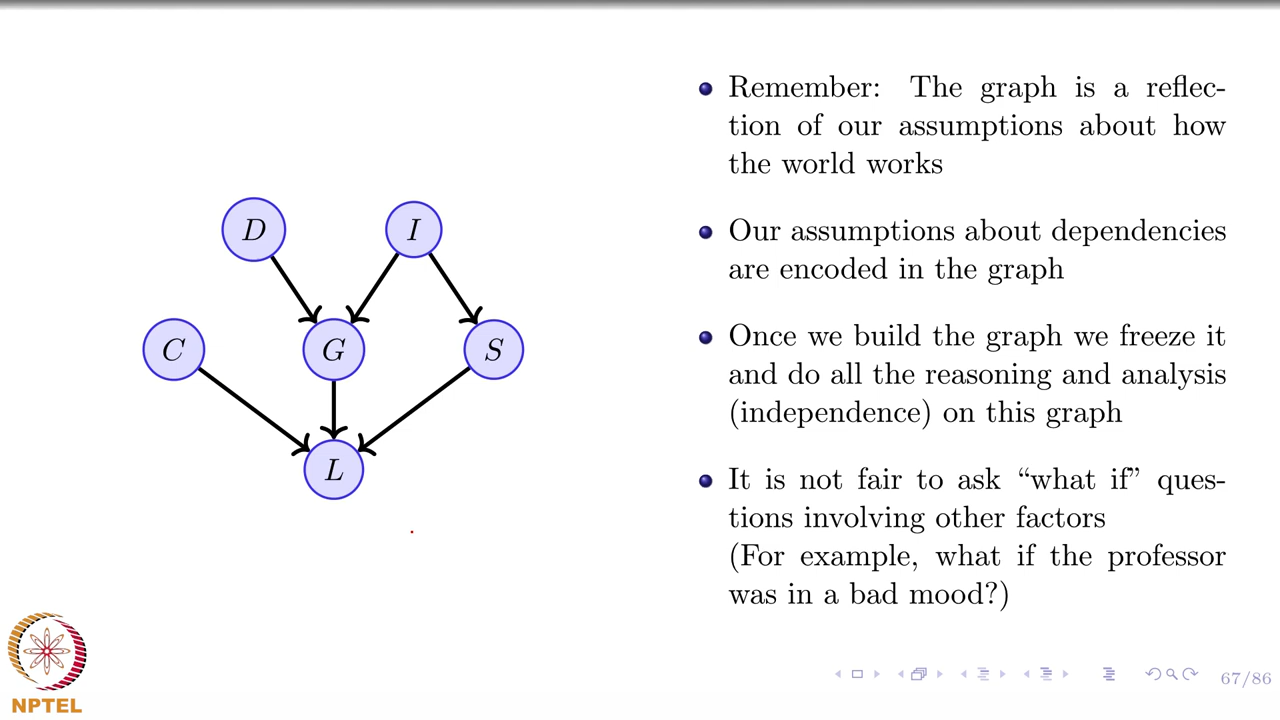 D
I
C
G
S
L
Remember: The graph is a reflec-
tion of our assumptions about how
the world works
Our assumptions about dependencies
are encoded in the graph
Once we build the graph we freeze it
and do all the reasoning and analysis
(independence) on this graph
It is not fair to ask “what if” ques-
tions involving other factors
(For example, what if the professor
was in a bad mood?)
NPTEL
67/86